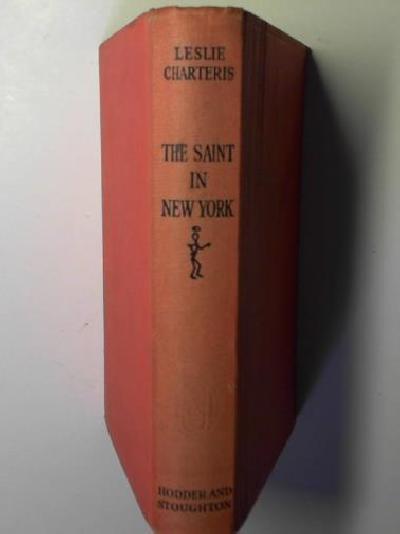 LESLIE
CHARTERIS
THE SAINT
IN
NEW YORK
HODDER AND
STOUGHTON